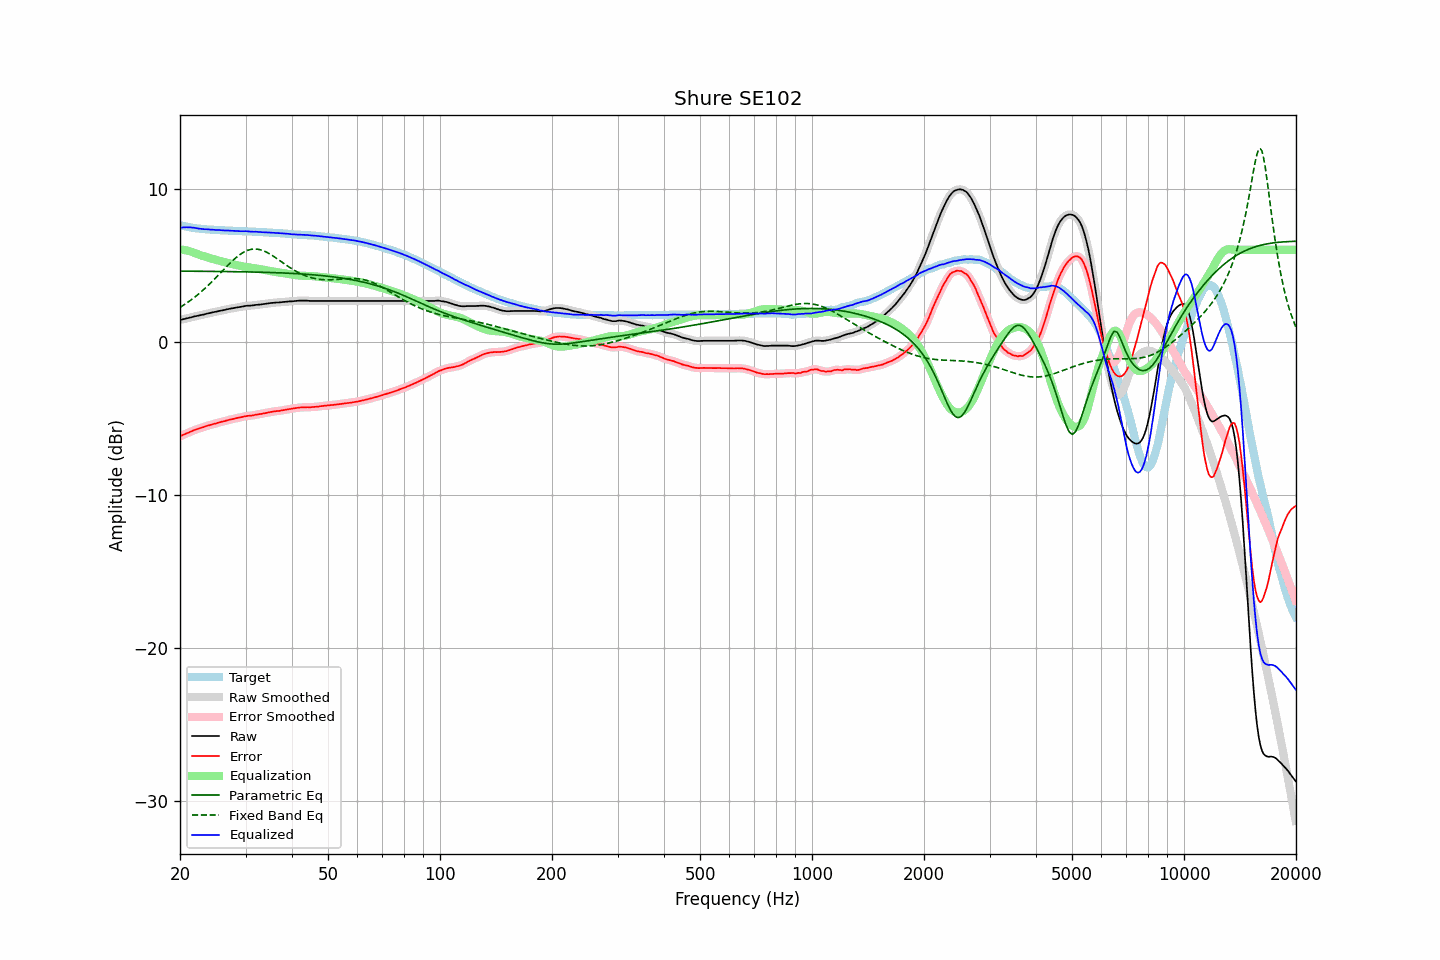 Shure SE102
Amplitude (dBr)
10
0
−10
−20
−30
Target
Raw Smoothed
Error Smoothed
Raw
Error
Equalization
Parametric Eq
Fixed Band Eq
Equalized
20 50 100 200 500 1000 2000 5000 10000 20000
Frequency (Hz)